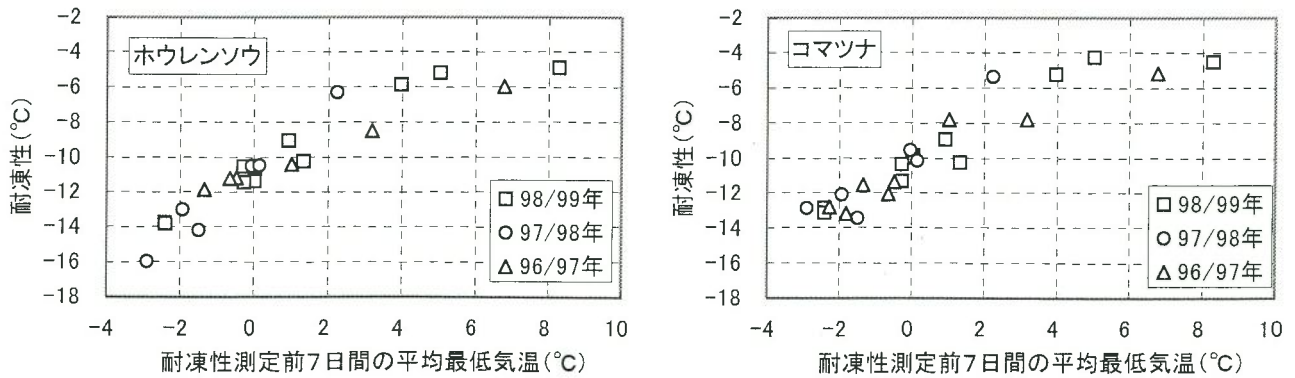 ホウレンソウ
耐凍性(℃)
-2
-4
-6
-8
-10
-12
-14
-16
-18
-4 -2 0 2 4 6 8 10
耐凍性測定前7日間の平均最低気温(℃)
98/99年
97/98年
96/97年
コマツナ
耐凍性(℃)
-2
-4
-6
-8
-10
-12
-14
-16
-18
-4 -2 0 2 4 6 8 10
耐凍性測定前7日間の平均最低気温(℃)
98/99年
97/98年
96/97年